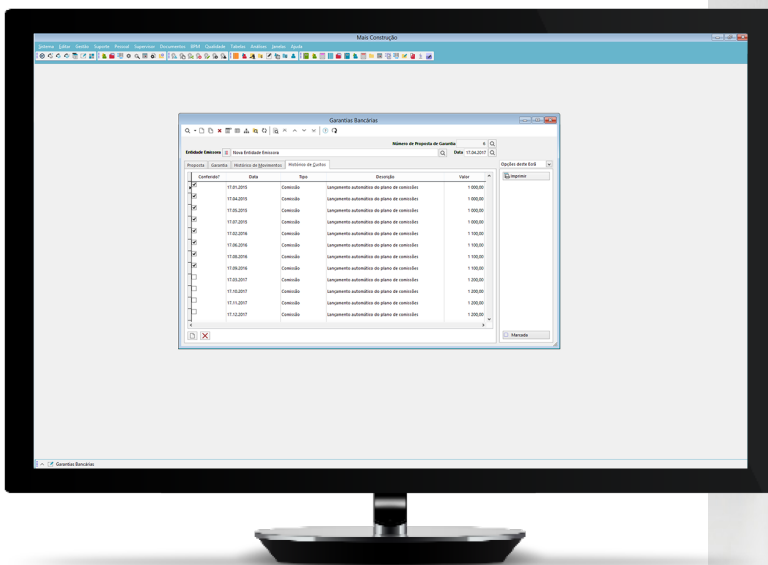 Mais Construção
Sistema Editar Gestão Suporte Pessoal Supervisor Documentos BPM Qualidade Tabelas Análises Janelas Ajuda
Garantias Bancárias
Número de Proposta de Garantia 6
Entidade Emissora Nova Entidade Emissora Data 17.04.2017
Proposta Garantia Histórico de Movimentos Histórico de Custos
Opções deste Ecrã
Conferido? Data Tipo Descrição Valor
Imprimir
17.01.2015 Comissão Lançamento automático do plano de comissões 1 000,00
17.04.2015 Comissão Lançamento automático do plano de comissões 1 000,00
17.05.2015 Comissão Lançamento automático do plano de comissões 1 000,00
17.07.2015 Comissão Lançamento automático do plano de comissões 1 000,00
17.02.2016 Comissão Lançamento automático do plano de comissões 1 100,00
17.06.2016 Comissão Lançamento automático do plano de comissões 1 100,00
17.08.2016 Comissão Lançamento automático do plano de comissões 1 100,00
17.09.2016 Comissão Lançamento automático do plano de comissões 1 100,00
17.03.2017 Comissão Lançamento automático do plano de comissões 1 200,00
17.10.2017 Comissão Lançamento automático do plano de comissões 1 200,00
17.11.2017 Comissão Lançamento automático do plano de comissões 1 200,00
17.12.2017 Comissão Lançamento automático do plano de comissões 1 200,00
Marcado
Garantias Bancárias